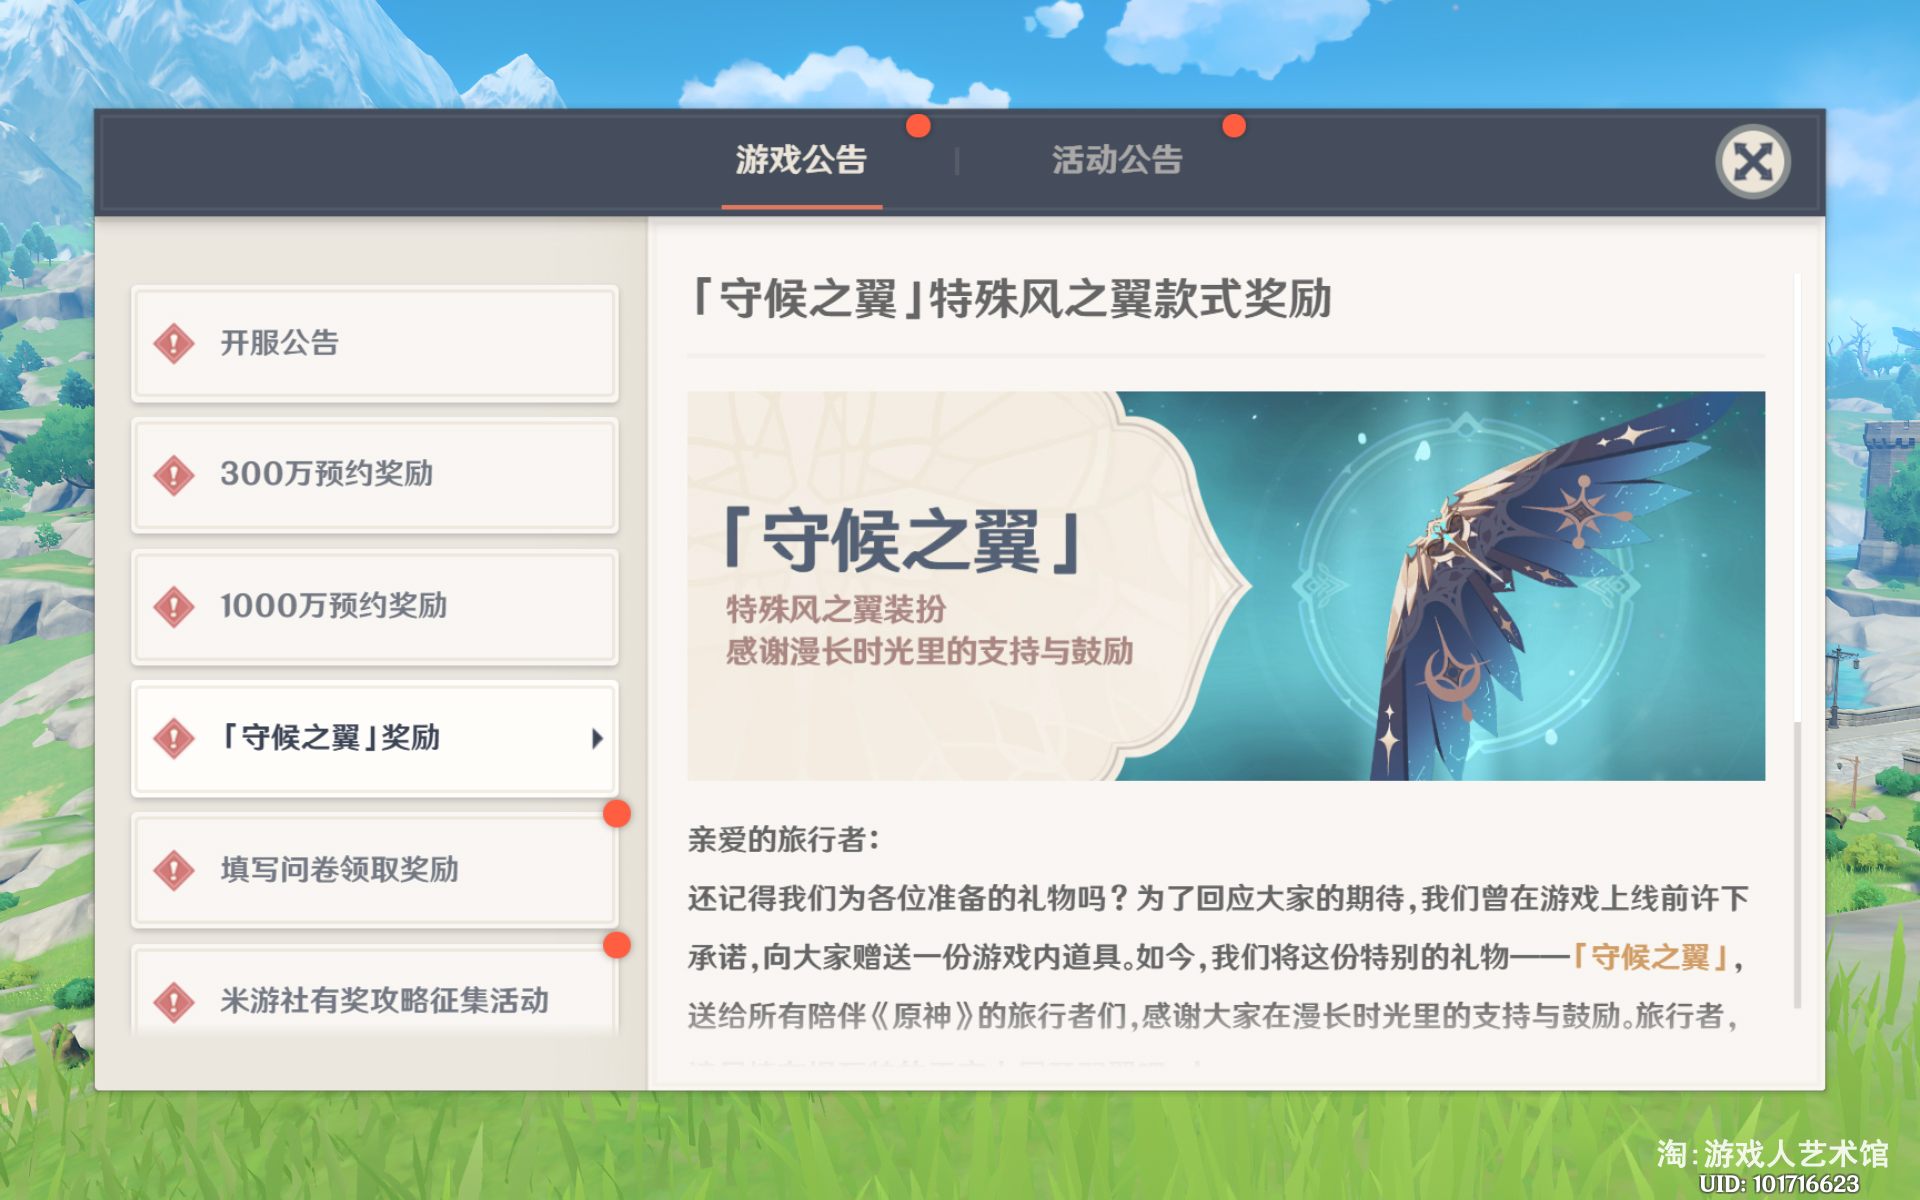 游戏公告
活动公告
开服公告
300万预约奖励
1000万预约奖励
「守候之翼」奖励
填写问卷领取奖励
米游社有奖攻略征集活动
「守候之翼」特殊风之翼款式奖励
「守候之翼」
特殊风之翼装扮
感谢漫长时光里的支持与鼓励
亲爱的旅行者：
还记得我们为各位准备的礼物吗？为了回应大家的期待，我们曾在游戏上线前许下
承诺，向大家赠送一份游戏内道具。如今，我们将这份特别的礼物——「守候之翼」，
送给所有陪伴《原神》的旅行者们，感谢大家在漫长时光里的支持与鼓励。旅行者，
淘：游戏人艺术馆
UID: 101716623